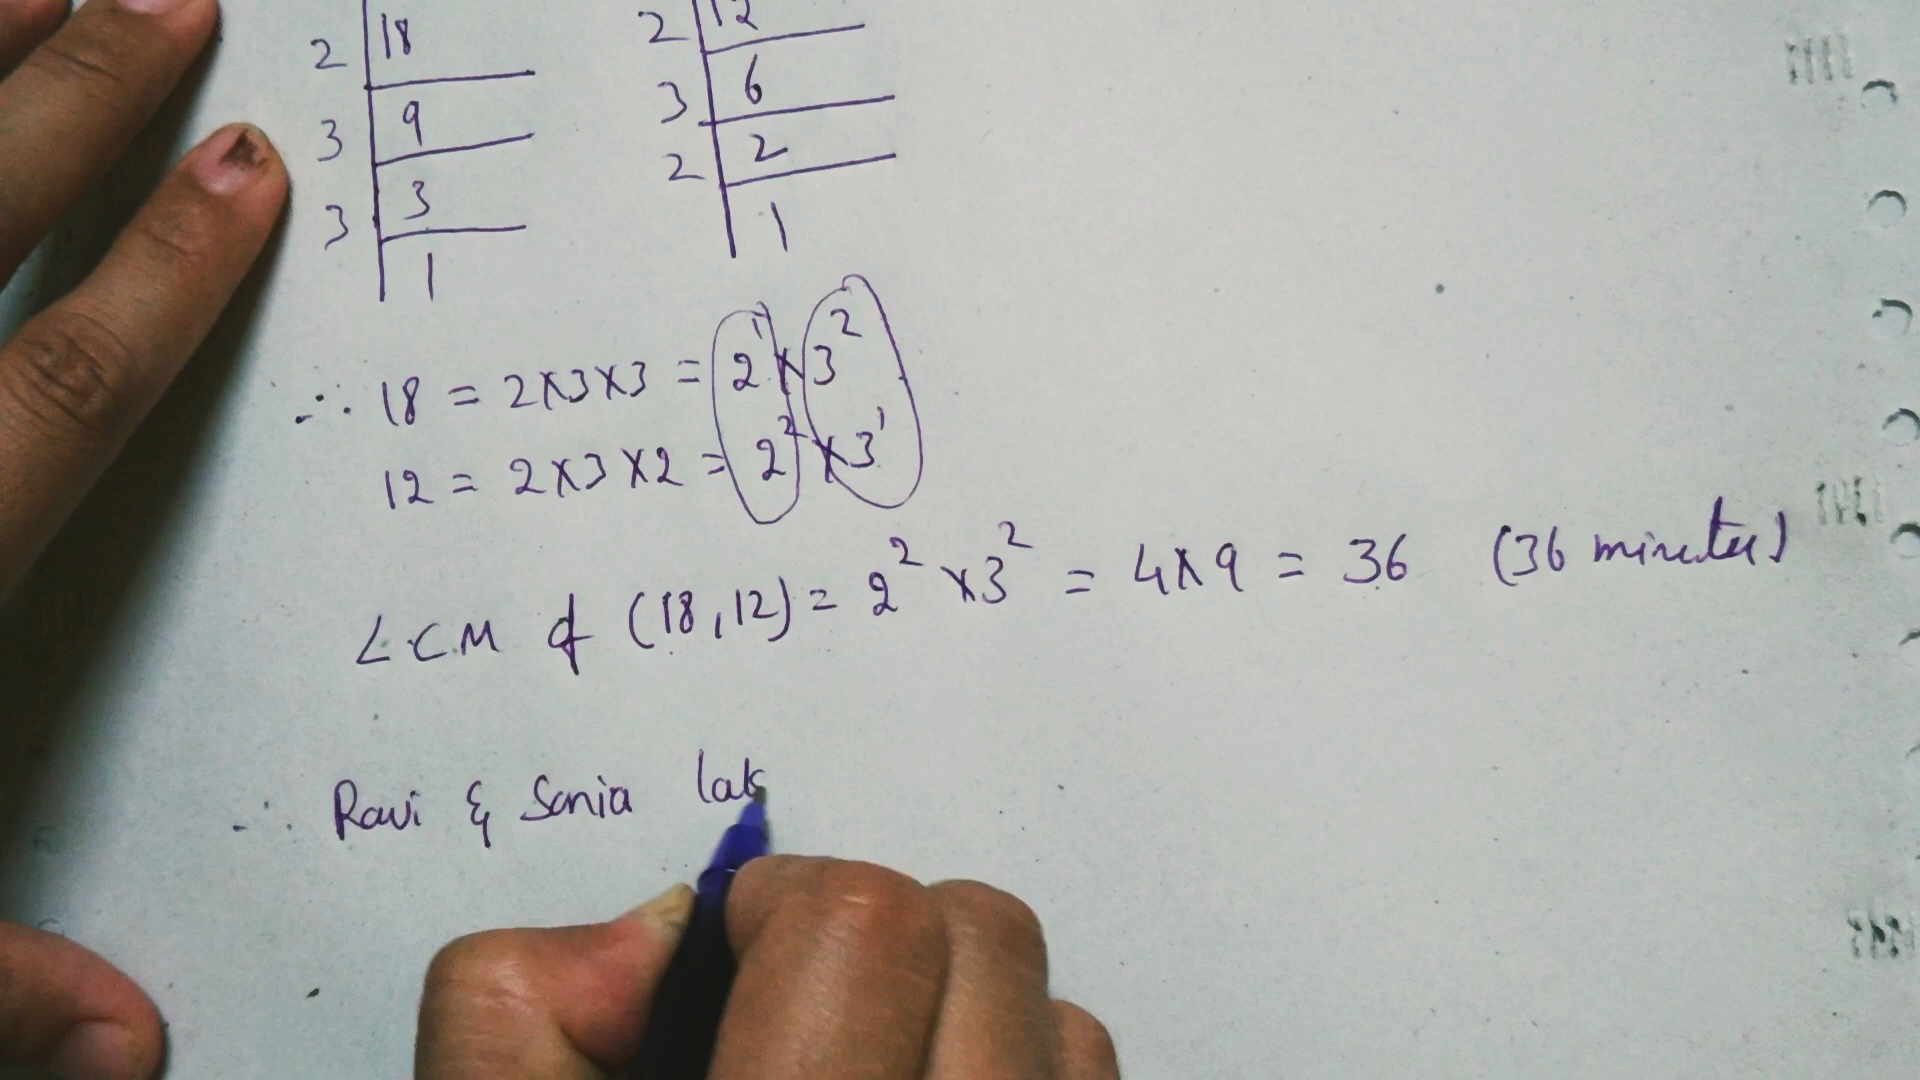 2 | 18
3 | 9
3 | 3
1
2 | 12
3 | 6
2 | 2
1
∴ 18 = 2×3×3 = 2¹×3²
12 = 2×3×2 = 2²×3¹
LCM of (18,12) = 2²×3² = 4×9 = 36 (36 minutes)
∴ Ravi & Sonia